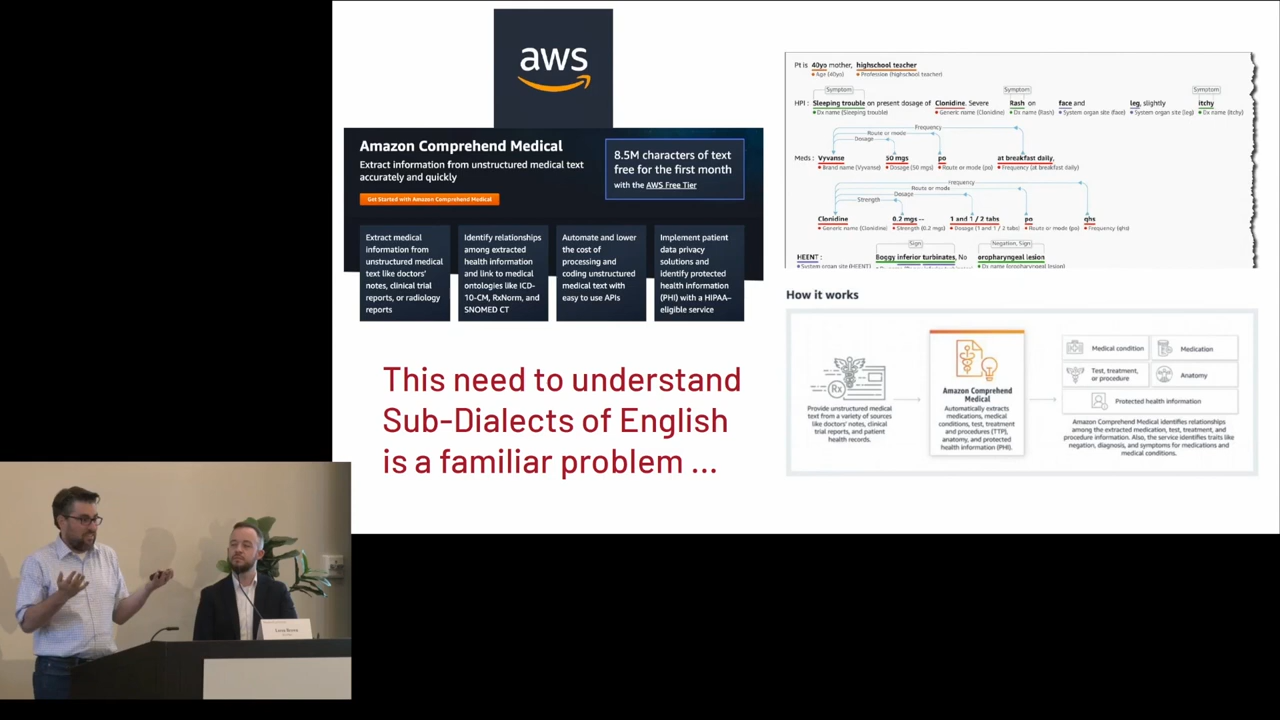 aws
Amazon Comprehend Medical
Extract information from unstructured medical text
accurately and quickly
Get Started with Amazon Comprehend Medical
8.5M characters of text
free for the first month
with the AWS Free Tier
Extract medical
information from
unstructured medical
text like doctors'
notes, clinical trial
reports, or radiology
reports
Identify relationships
among extracted
health information
and link to medical
ontologies like ICD-
10-CM, RxNorm, and
SNOMED CT
Automate and lower
the cost of
processing and
coding unstructured
medical text with
easy to use APIs
Implement patient
data privacy
solutions and
identify protected
health information
(PHI) with a HIPAA–
eligible service
This need to understand
Sub-Dialects of English
is a familiar problem ...
Pt is 40yo mother, highschool teacher
• Age (40yo) • Profession (highschool teacher)
Symptom Symptom Symptom
HPI : Sleeping trouble on present dosage of Clonidine. Severe Rash on face and leg, slightly itchy
• Dx name (Sleeping trouble) • Generic name (Clonidine) • Dx name (Rash) • System organ site (face) • System organ site (leg) • Dx name (itchy)
Frequency
Route or mode
Dosage
Meds : Vyvanse 50 mgs po at breakfast daily,
• Brand name (Vyvanse) • Dosage (50 mgs) • Route or mode (po) • Frequency (at breakfast daily)
Frequency
Route or mode
Dosage
Strength
Clonidine 0.2 mgs -- 1 and 1 / 2 tabs po qhs
• Generic name (Clonidine) • Strength (0.2 mgs) • Dosage (1 and 1 / 2 tabs) • Route or mode (po) • Frequency (qhs)
Sign Negation, Sign
HEENT : Boggy inferior turbinates, No oropharyngeal lesion
• System organ site (HEENT) • Dx name (oropharyngeal lesion)
How it works
Rx
Provide unstructured medical
text from a variety of sources
like doctors' notes, clinical
trial reports, and patient
health records.
Amazon Comprehend
Medical
Automatically extracts
medications, medical
conditions, test, treatment
and procedures (TTP),
anatomy, and protected
health information (PHI).
Medical condition
Medication
Test, treatment,
or procedure
Anatomy
Protected health information
Amazon Comprehend Medical identifies relationships
among the extracted medication, test, treatment, and
procedure information. Also, the service identifies traits like
negation, diagnosis, and symptoms for medications and
medical conditions.